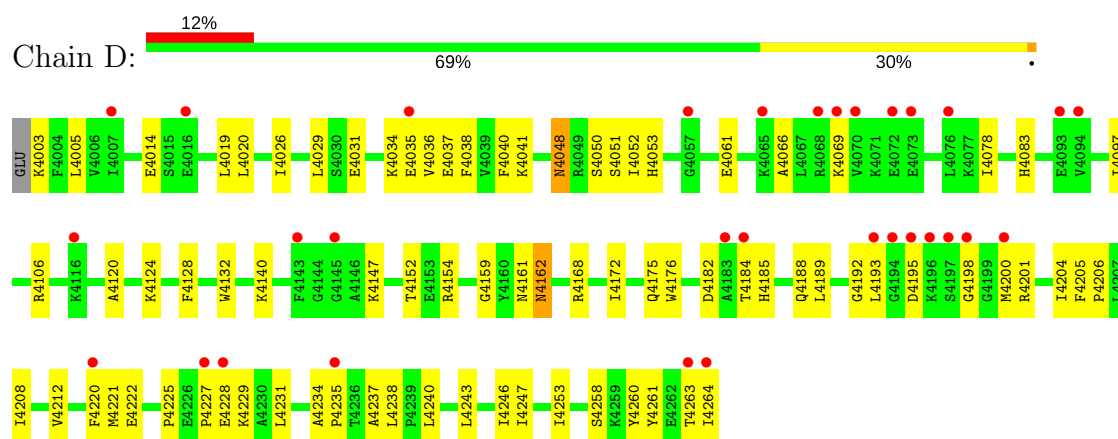 12%
Chain D:
69% 30% •
GLU K4003 F4004 L4005 V4006 I4007 E4014 S4015 E4016 L4019 L4020 I4026 L4029 S4030 E4031 K4034 E4035 V4036 E4037 F4038 V4039 F4040 K4041 N4048 R4049 S4050 S4051 I4052 H4053 G4057 E4061 K4065 A4066 L4067 R4068 K4069 V4070 K4071 E4072 E4073 L4076 K4077 I4078 H4083 E4093 V4094 I4097
R4106 K4116 A4120 K4124 F4128 W4132 K4140 F4143 G4144 G4145 A4146 K4147 T4152 E4153 R4154 G4159 Y4160 N4161 N4162 R4168 I4172 Q4175 W4176 D4182 A4183 T4184 H4185 Q4188 L4189 G4192 L4193 G4194 D4195 K4196 S4197 G4198 G4199 M4200 R4201 I4204 F4205 P4206
I4208 V4212 F4220 M4221 E4222 P4225 E4226 P4227 E4228 K4229 A4230 L4231 A4234 P4235 T4236 A4237 L4238 P4239 L4240 L4243 I4246 I4247 I4253 S4258 K4259 Y4260 Y4261 E4262 T4263 I4264